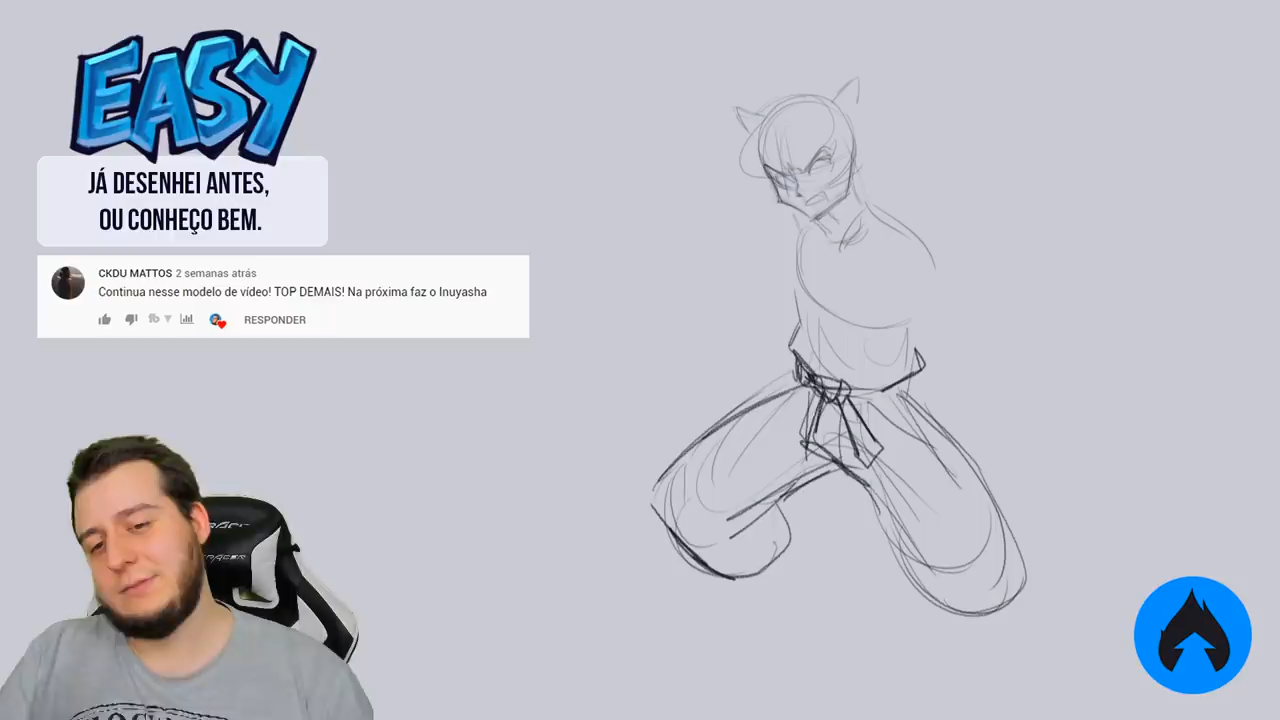 EASY
JÁ DESENHEI ANTES,
OU CONHEÇO BEM.
CKDU MATTOS 2 semanas atrás
Continua nesse modelo de vídeo! TOP DEMAIS! Na próxima faz o Inuyasha
RESPONDER